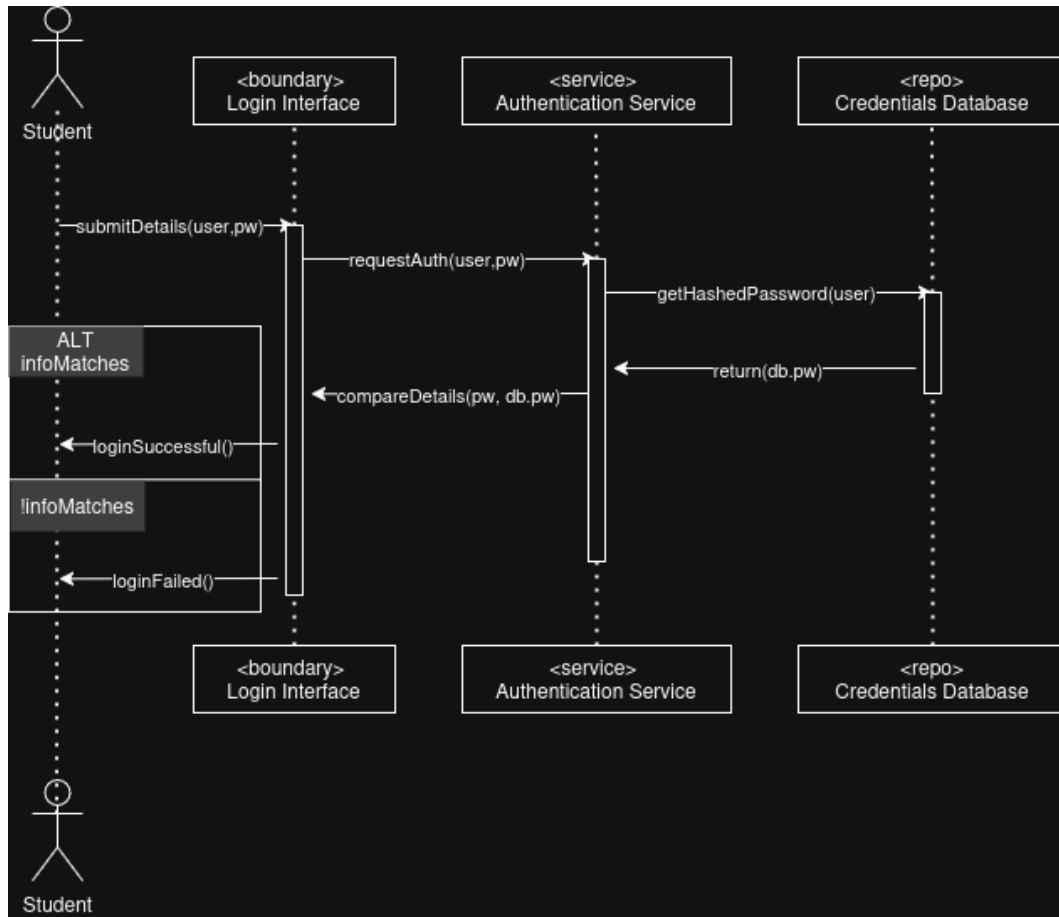 Student
<boundary>
Login Interface
<service>
Authentication Service
<repo>
Credentials Database
submitDetails(user,pw)
requestAuth(user,pw)
getHashedPassword(user)
ALT
infoMatches
return(db.pw)
compareDetails(pw, db.pw)
loginSuccessful()
!infoMatches
loginFailed()
<boundary>
Login Interface
<service>
Authentication Service
<repo>
Credentials Database
Student